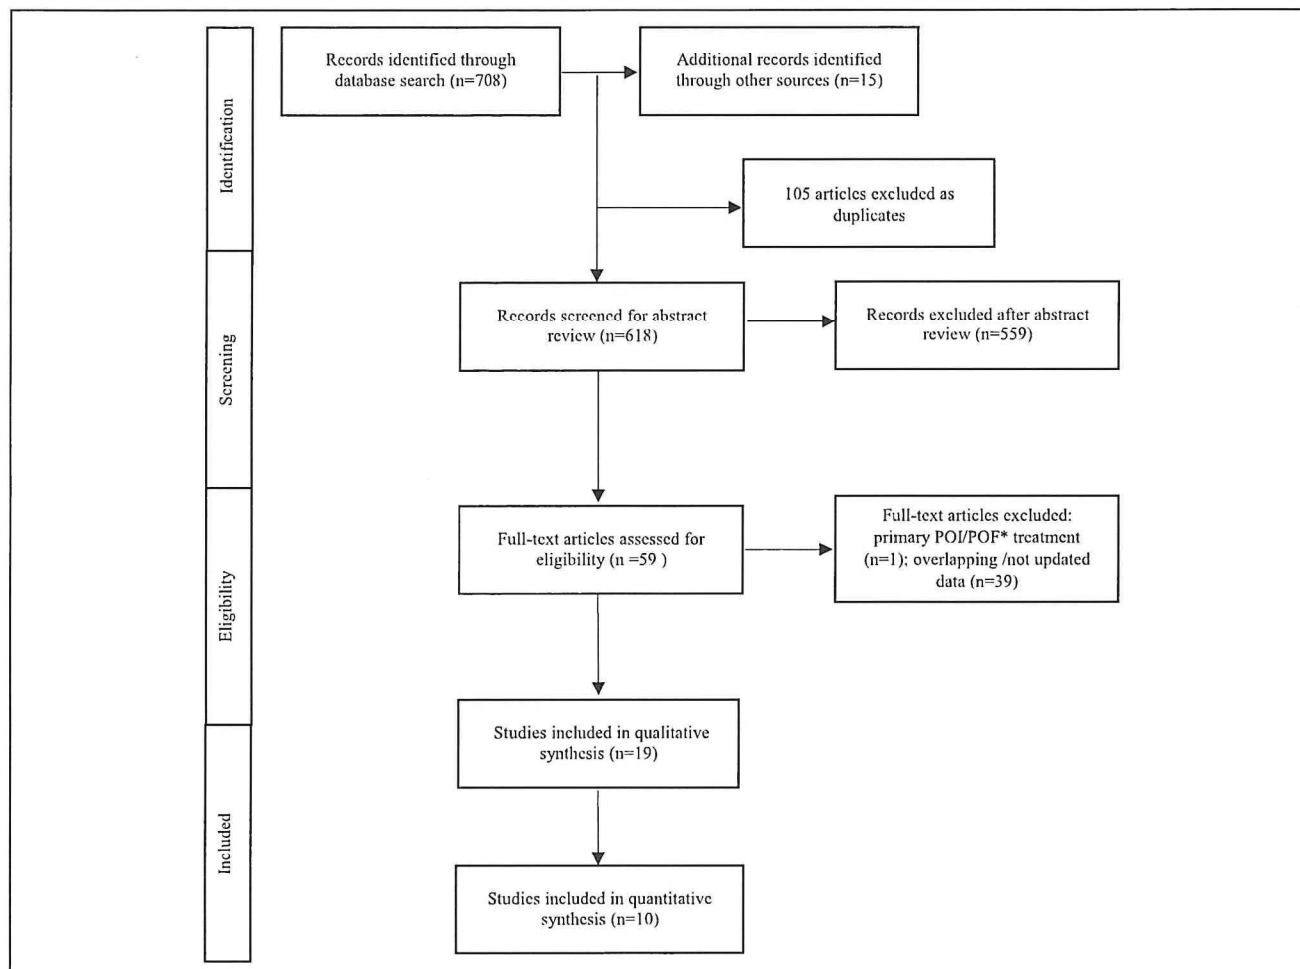 Identification
Records identified through
database search (n=708)
Additional records identified
through other sources (n=15)
105 articles excluded as
duplicates
Screening
Records screened for abstract
review (n=618)
Records excluded after abstract
review (n=559)
Eligibility
Full-text articles assessed for
eligibility (n =59 )
Full-text articles excluded:
primary POI/POF* treatment
(n=1); overlapping /not updated
data (n=39)
Included
Studies included in qualitative
synthesis (n=19)
Studies included in quantitative
synthesis (n=10)